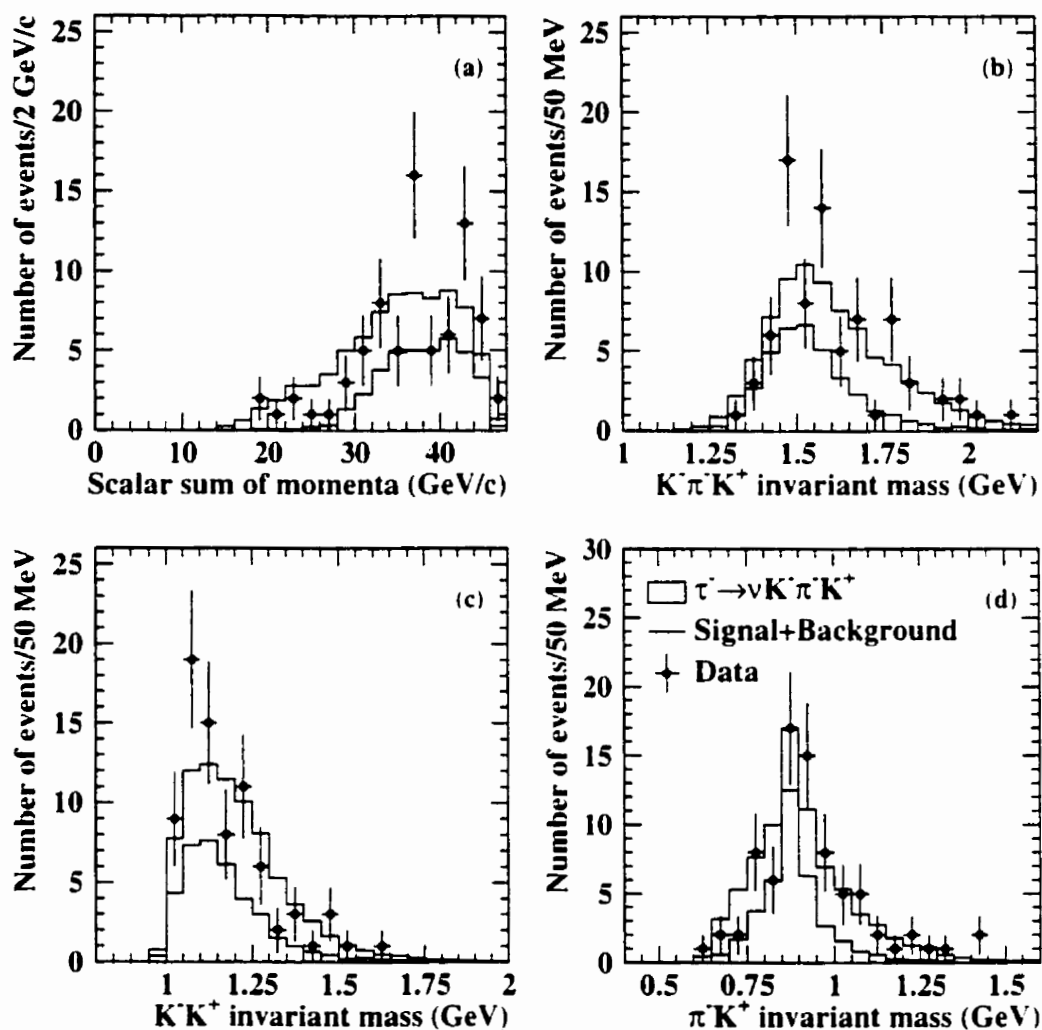 Number of events/2 GeV/c
25
20
15
10
5
0
(a)
0 10 20 30 40
Scalar sum of momenta (GeV/c)
Number of events/50 MeV
25
20
15
10
5
0
(b)
1 1.25 1.5 1.75 2
K⁻π⁻K⁺ invariant mass (GeV)
Number of events/50 MeV
25
20
15
10
5
0
(c)
1 1.25 1.5 1.75 2
K⁻K⁺ invariant mass (GeV)
Number of events/50 MeV
30
25
20
15
10
5
0
(d)
τ⁻→νK⁻π⁻K⁺
Signal+Background
Data
0.5 0.75 1 1.25 1.5
π⁻K⁺ invariant mass (GeV)